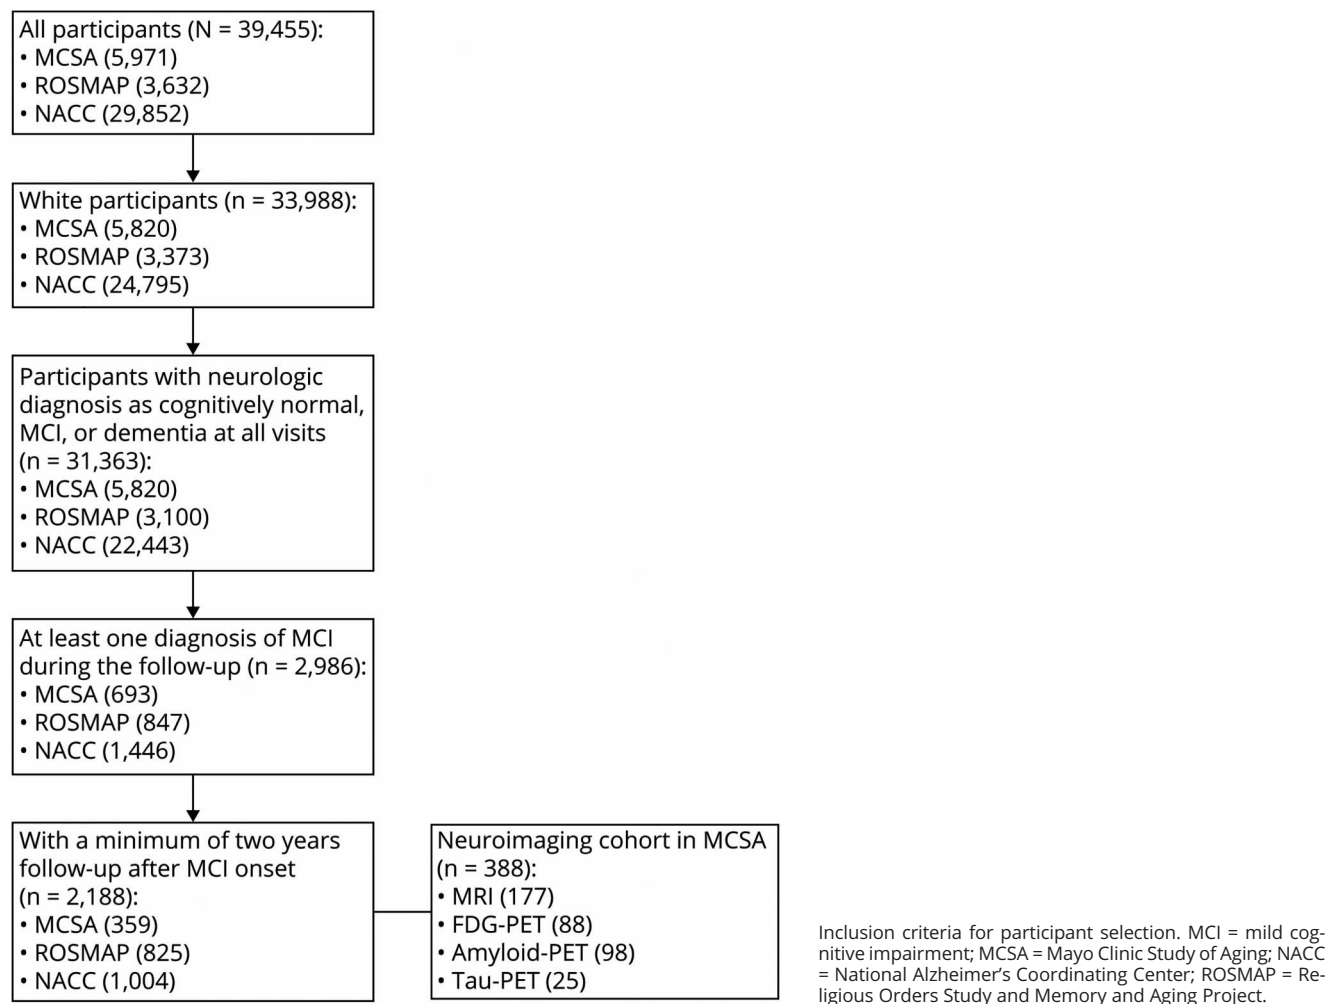 All participants (N = 39,455):
• MCSA (5,971)
• ROSMAP (3,632)
• NACC (29,852)
White participants (n = 33,988):
• MCSA (5,820)
• ROSMAP (3,373)
• NACC (24,795)
Participants with neurologic
diagnosis as cognitively normal,
MCI, or dementia at all visits
(n = 31,363):
• MCSA (5,820)
• ROSMAP (3,100)
• NACC (22,443)
At least one diagnosis of MCI
during the follow-up (n = 2,986):
• MCSA (693)
• ROSMAP (847)
• NACC (1,446)
With a minimum of two years
follow-up after MCI onset
(n = 2,188):
• MCSA (359)
• ROSMAP (825)
• NACC (1,004)
Neuroimaging cohort in MCSA
(n = 388):
• MRI (177)
• FDG-PET (88)
• Amyloid-PET (98)
• Tau-PET (25)
Inclusion criteria for participant selection. MCI = mild cog-
nitive impairment; MCSA = Mayo Clinic Study of Aging; NACC
= National Alzheimer's Coordinating Center; ROSMAP = Re-
ligious Orders Study and Memory and Aging Project.